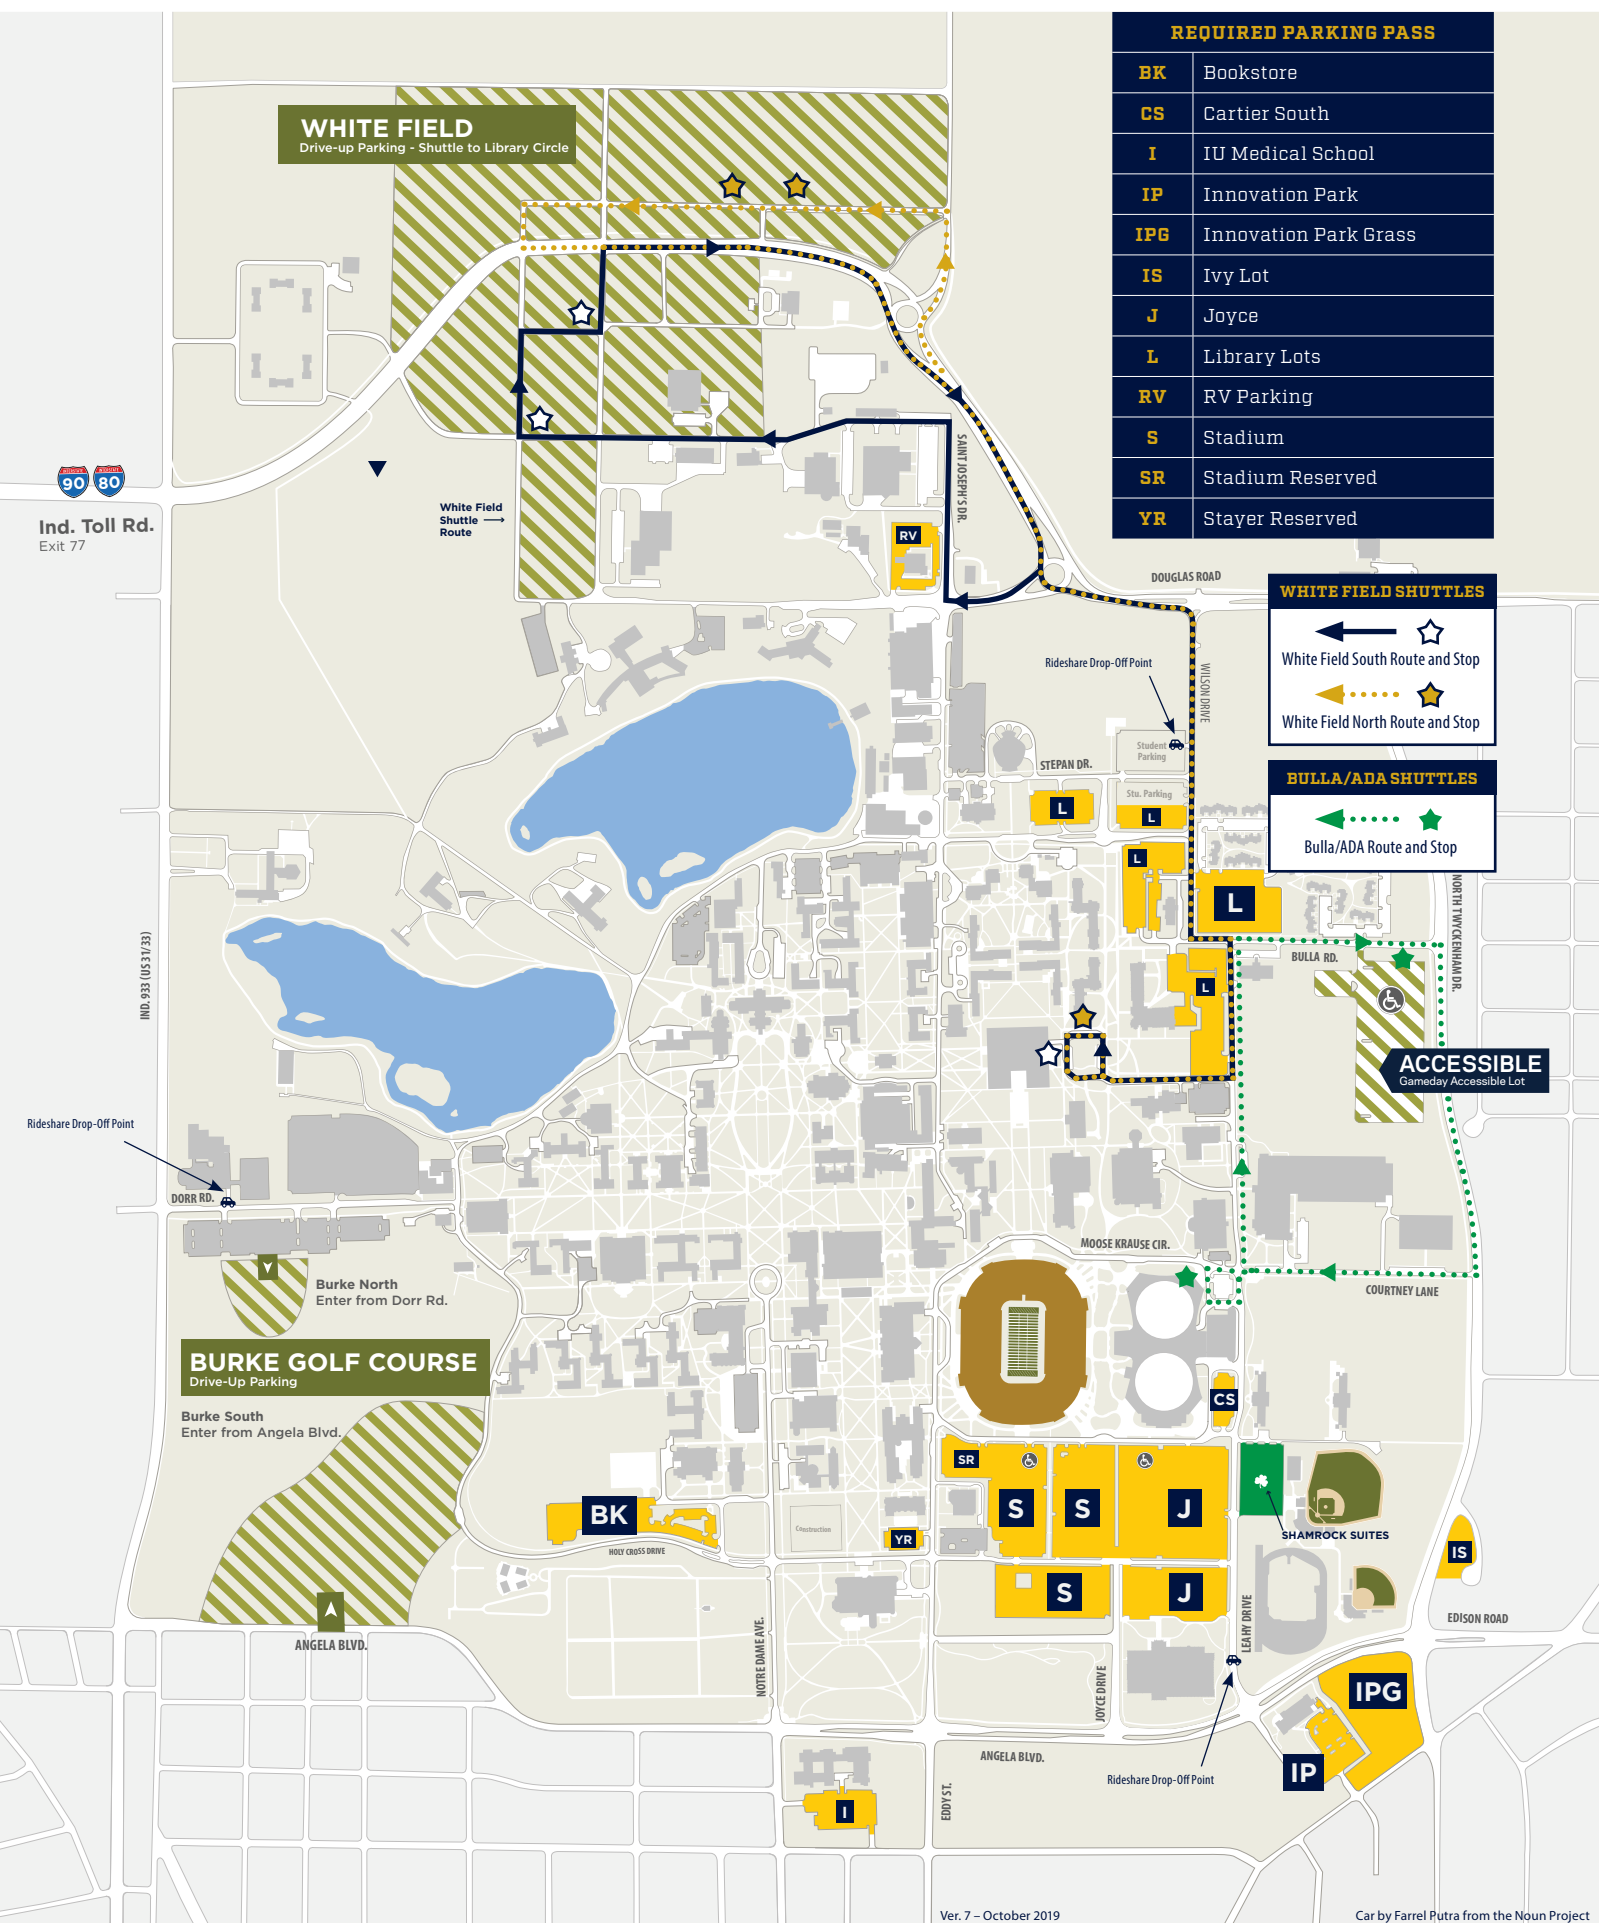 REQUIRED PARKING PASS
BK Bookstore
CS Cartier South
I IU Medical School
IP Innovation Park
IPG Innovation Park Grass
IS Ivy Lot
J Joyce
L Library Lots
RV RV Parking
S Stadium
SR Stadium Reserved
YR Stayer Reserved
WHITE FIELD
Drive-up Parking - Shuttle to Library Circle
90 80
Ind. Toll Rd.
Exit 77
White Field
Shuttle
Route
SAINT JOSEPH'S DR.
RV
DOUGLAS ROAD
WHITE FIELD SHUTTLES
White Field South Route and Stop
White Field North Route and Stop
BULLA/ADA SHUTTLES
Bulla/ADA Route and Stop
Rideshare Drop-Off Point
WILSON DRIVE
Student
Parking
STEPAN DR.
Stu. Parking
L
L
L
L
L
NORTH TWYCKENHAM DR.
BULLA RD.
IND. 933 (US 31/33)
ACCESSIBLE
Gameday Accessible Lot
Rideshare Drop-Off Point
DORR RD.
MOOSE KRAUSE CIR.
COURTNEY LANE
Burke North
Enter from Dorr Rd.
BURKE GOLF COURSE
Drive-Up Parking
Burke South
Enter from Angela Blvd.
CS
SR
S
S
J
BK
HOLY CROSS DRIVE
Construction
YR
SHAMROCK SUITES
IS
S
J
EDISON ROAD
LEAHY DRIVE
ANGELA BLVD.
NOTRE DAME AVE.
JOYCE DRIVE
IPG
IP
ANGELA BLVD.
Rideshare Drop-Off Point
EDDY ST.
I
Ver. 7 – October 2019
Car by Farrel Putra from the Noun Project